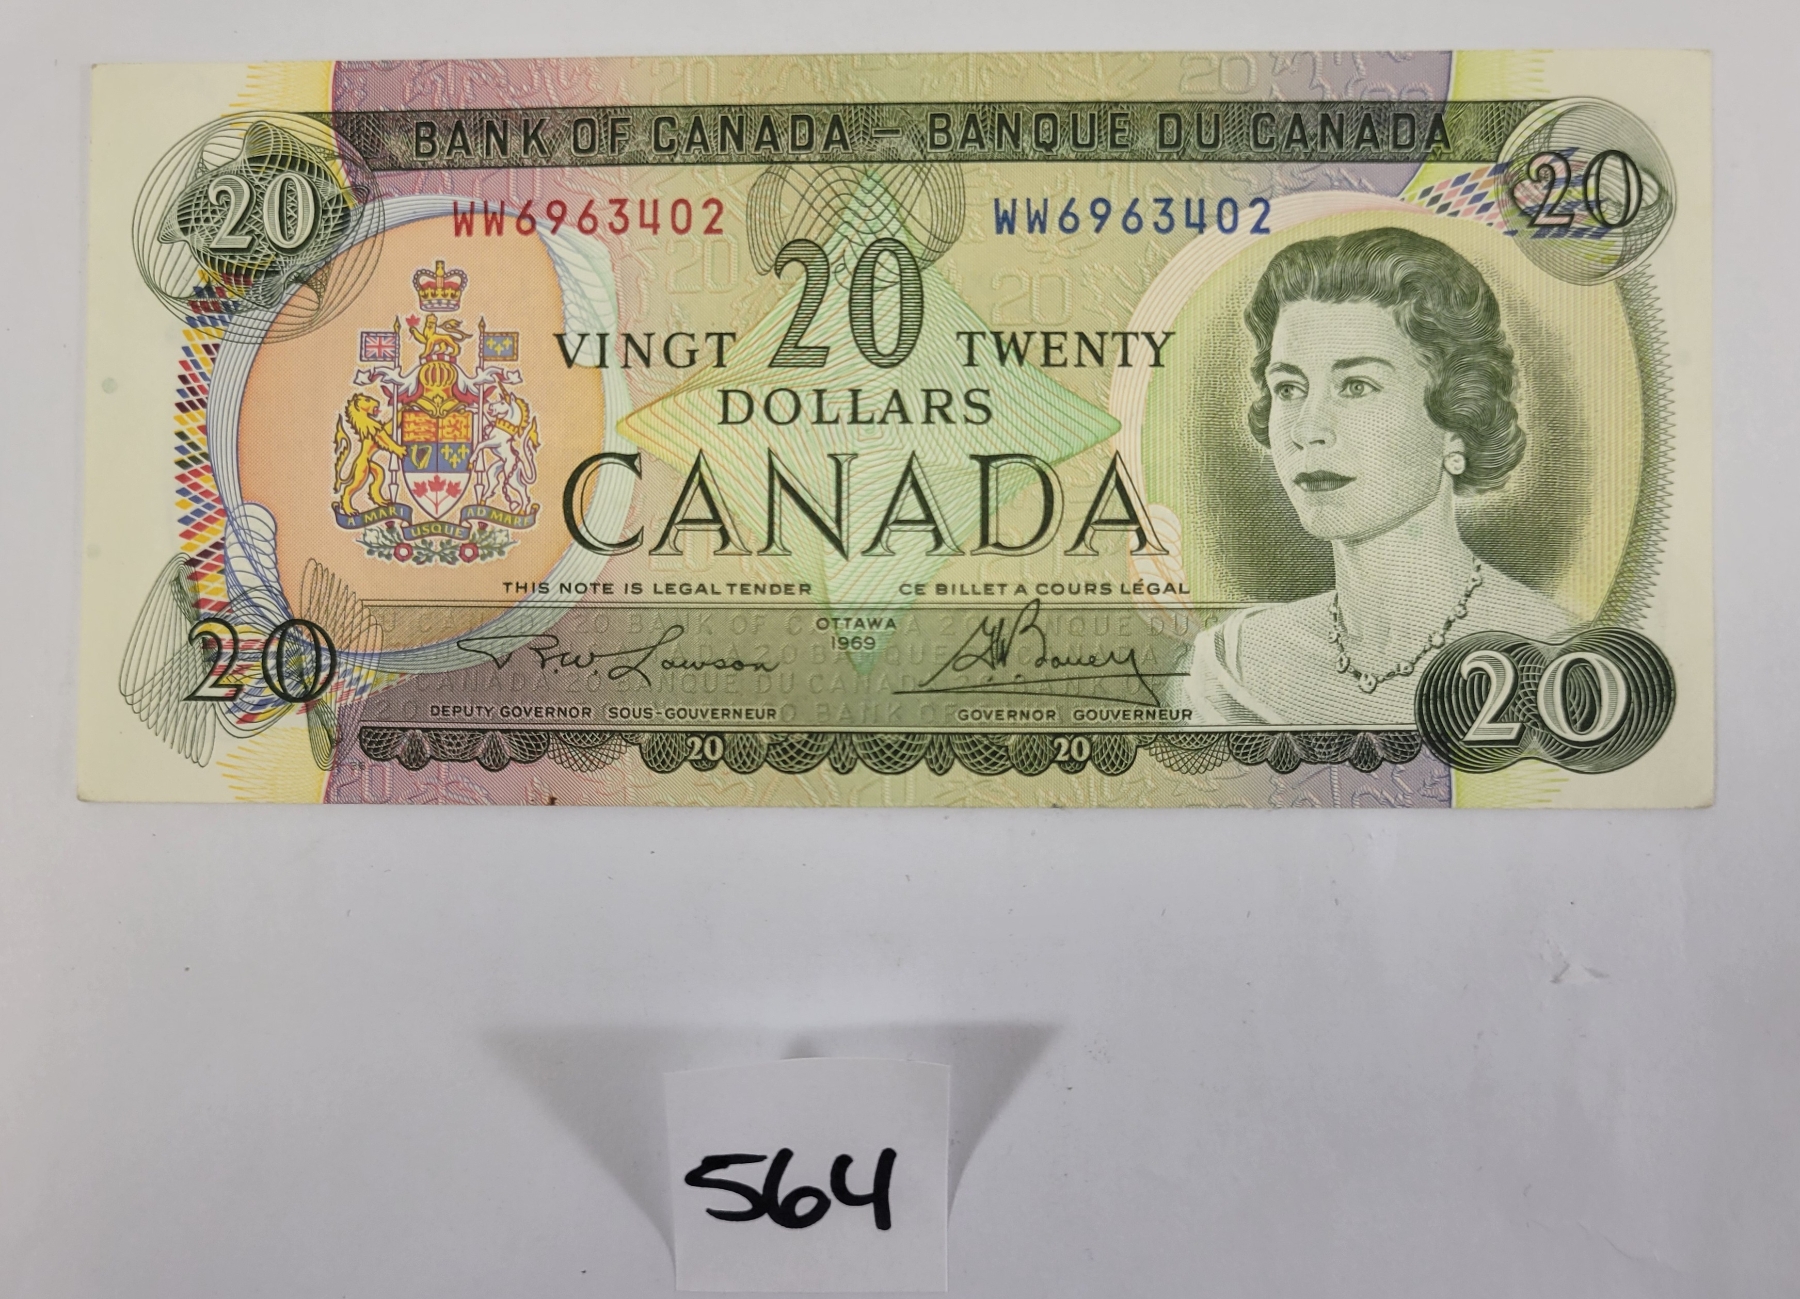 BANK OF CANADA – BANQUE DU CANADA
20 20
WW6963402 WW6963402
20
VINGT TWENTY
DOLLARS
CANADA
A MARI USQUE AD MARE
THIS NOTE IS LEGAL TENDER CE BILLET A COURS LÉGAL
OTTAWA
1969
R.W. Lawson G K Bouey
DEPUTY GOVERNOR SOUS-GOUVERNEUR GOVERNOR GOUVERNEUR
20 20
20 20
564